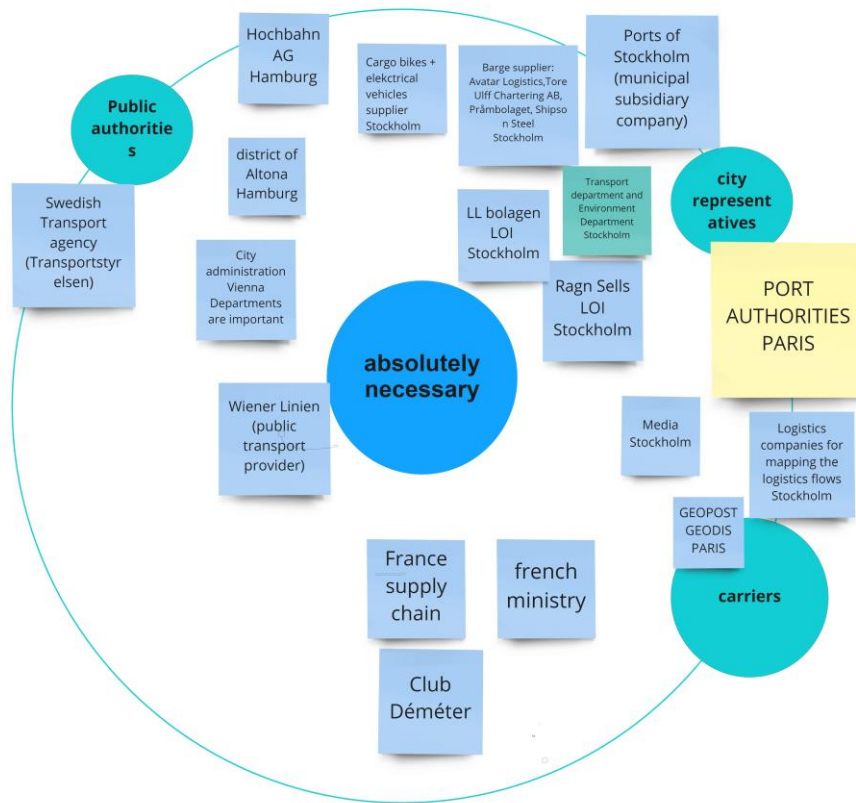 Hochbahn
AG
Hamburg
Cargo bikes +
elekctrical
vehicles
supplier
Stockholm
Barge supplier:
Avatar Logistics,Tore
Ulff Chartering AB,
Pråmbolaget, Shipso
n Steel
Stockholm
Ports of
Stockholm
(municipal
subsidiary
company)
Public
authoritie
s
district of
Altona
Hamburg
Transport
department and
Environment
Department
Stockholm
city
represent
atives
Swedish
Transport
agency
(Transportstyr
elsen)
LL bolagen
LOI
Stockholm
City
administration
Vienna
Departments
are important
Ragn Sells
LOI
Stockholm
PORT
AUTHORITIES
PARIS
absolutely
necessary
Wiener Linien
(public
transport
provider)
Media
Stockholm
Logistics
companies for
mapping the
logistics flows
Stockholm
GEOPOST
GEODIS
PARIS
France
supply
chain
french
ministry
carriers
Club
Déméter